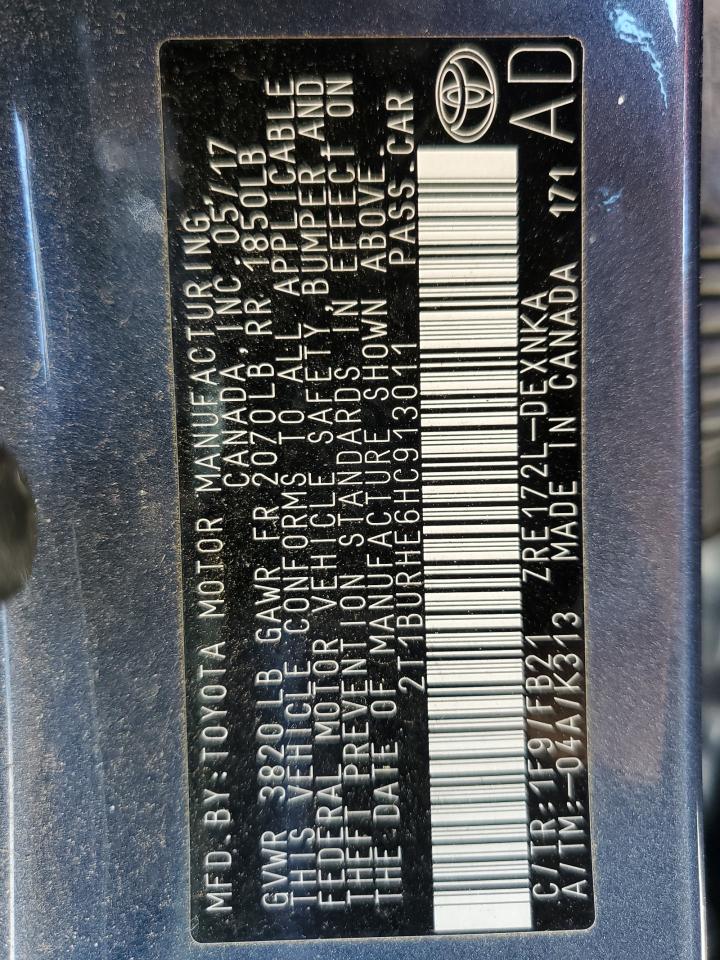 MFD.BY:TOYOTA MOTOR MANUFACTURING,
CANADA,INC. 05/17
GVWR 3820LB GAWR FR 2070LB,RR 1850LB
THIS VEHICLE CONFORMS TO ALL APPLICABLE
FEDERAL MOTOR VEHICLE SAFETY,BUMPER AND
THEFT PREVENTION STANDARDS IN EFFECT ON
THE DATE OF MANUFACTURE SHOWN ABOVE.
2T1BURHE6HC913011 PASS.CAR
C/TR:1F9/FB21 ZRE172L-DEXNKA
A/TM:-04A/K313 MADE IN CANADA 171 AD